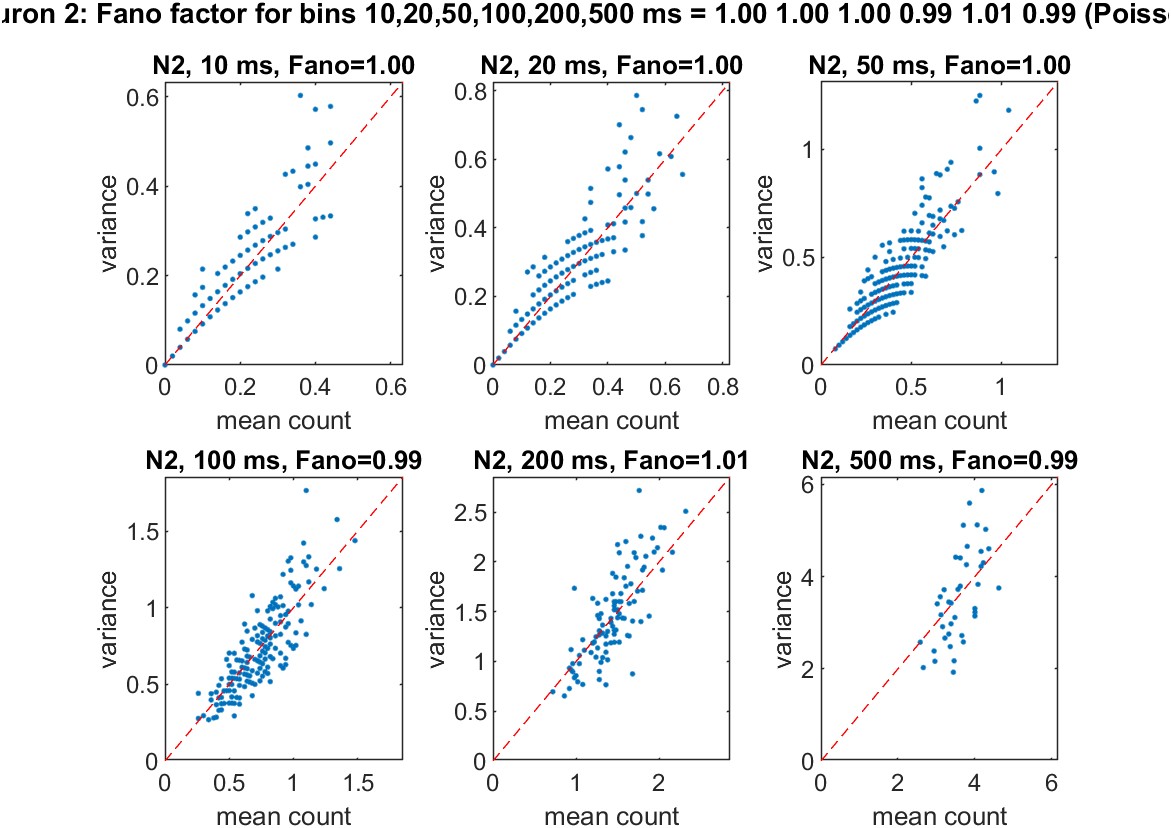 uron 2: Fano factor for bins 10,20,50,100,200,500 ms = 1.00 1.00 1.00 0.99 1.01 0.99 (Poiss
N2, 10 ms, Fano=1.00
0.6
0.4
0.2
0
variance
0 0.2 0.4 0.6
mean count
N2, 20 ms, Fano=1.00
0.8
0.6
0.4
0.2
0
variance
0 0.2 0.4 0.6 0.8
mean count
N2, 50 ms, Fano=1.00
1
0.5
0
variance
0 0.5 1
mean count
N2, 100 ms, Fano=0.99
1.5
1
0.5
0
variance
0 0.5 1 1.5
mean count
N2, 200 ms, Fano=1.01
2.5
2
1.5
1
0.5
0
variance
0 1 2
mean count
N2, 500 ms, Fano=0.99
6
4
2
0
variance
0 2 4 6
mean count